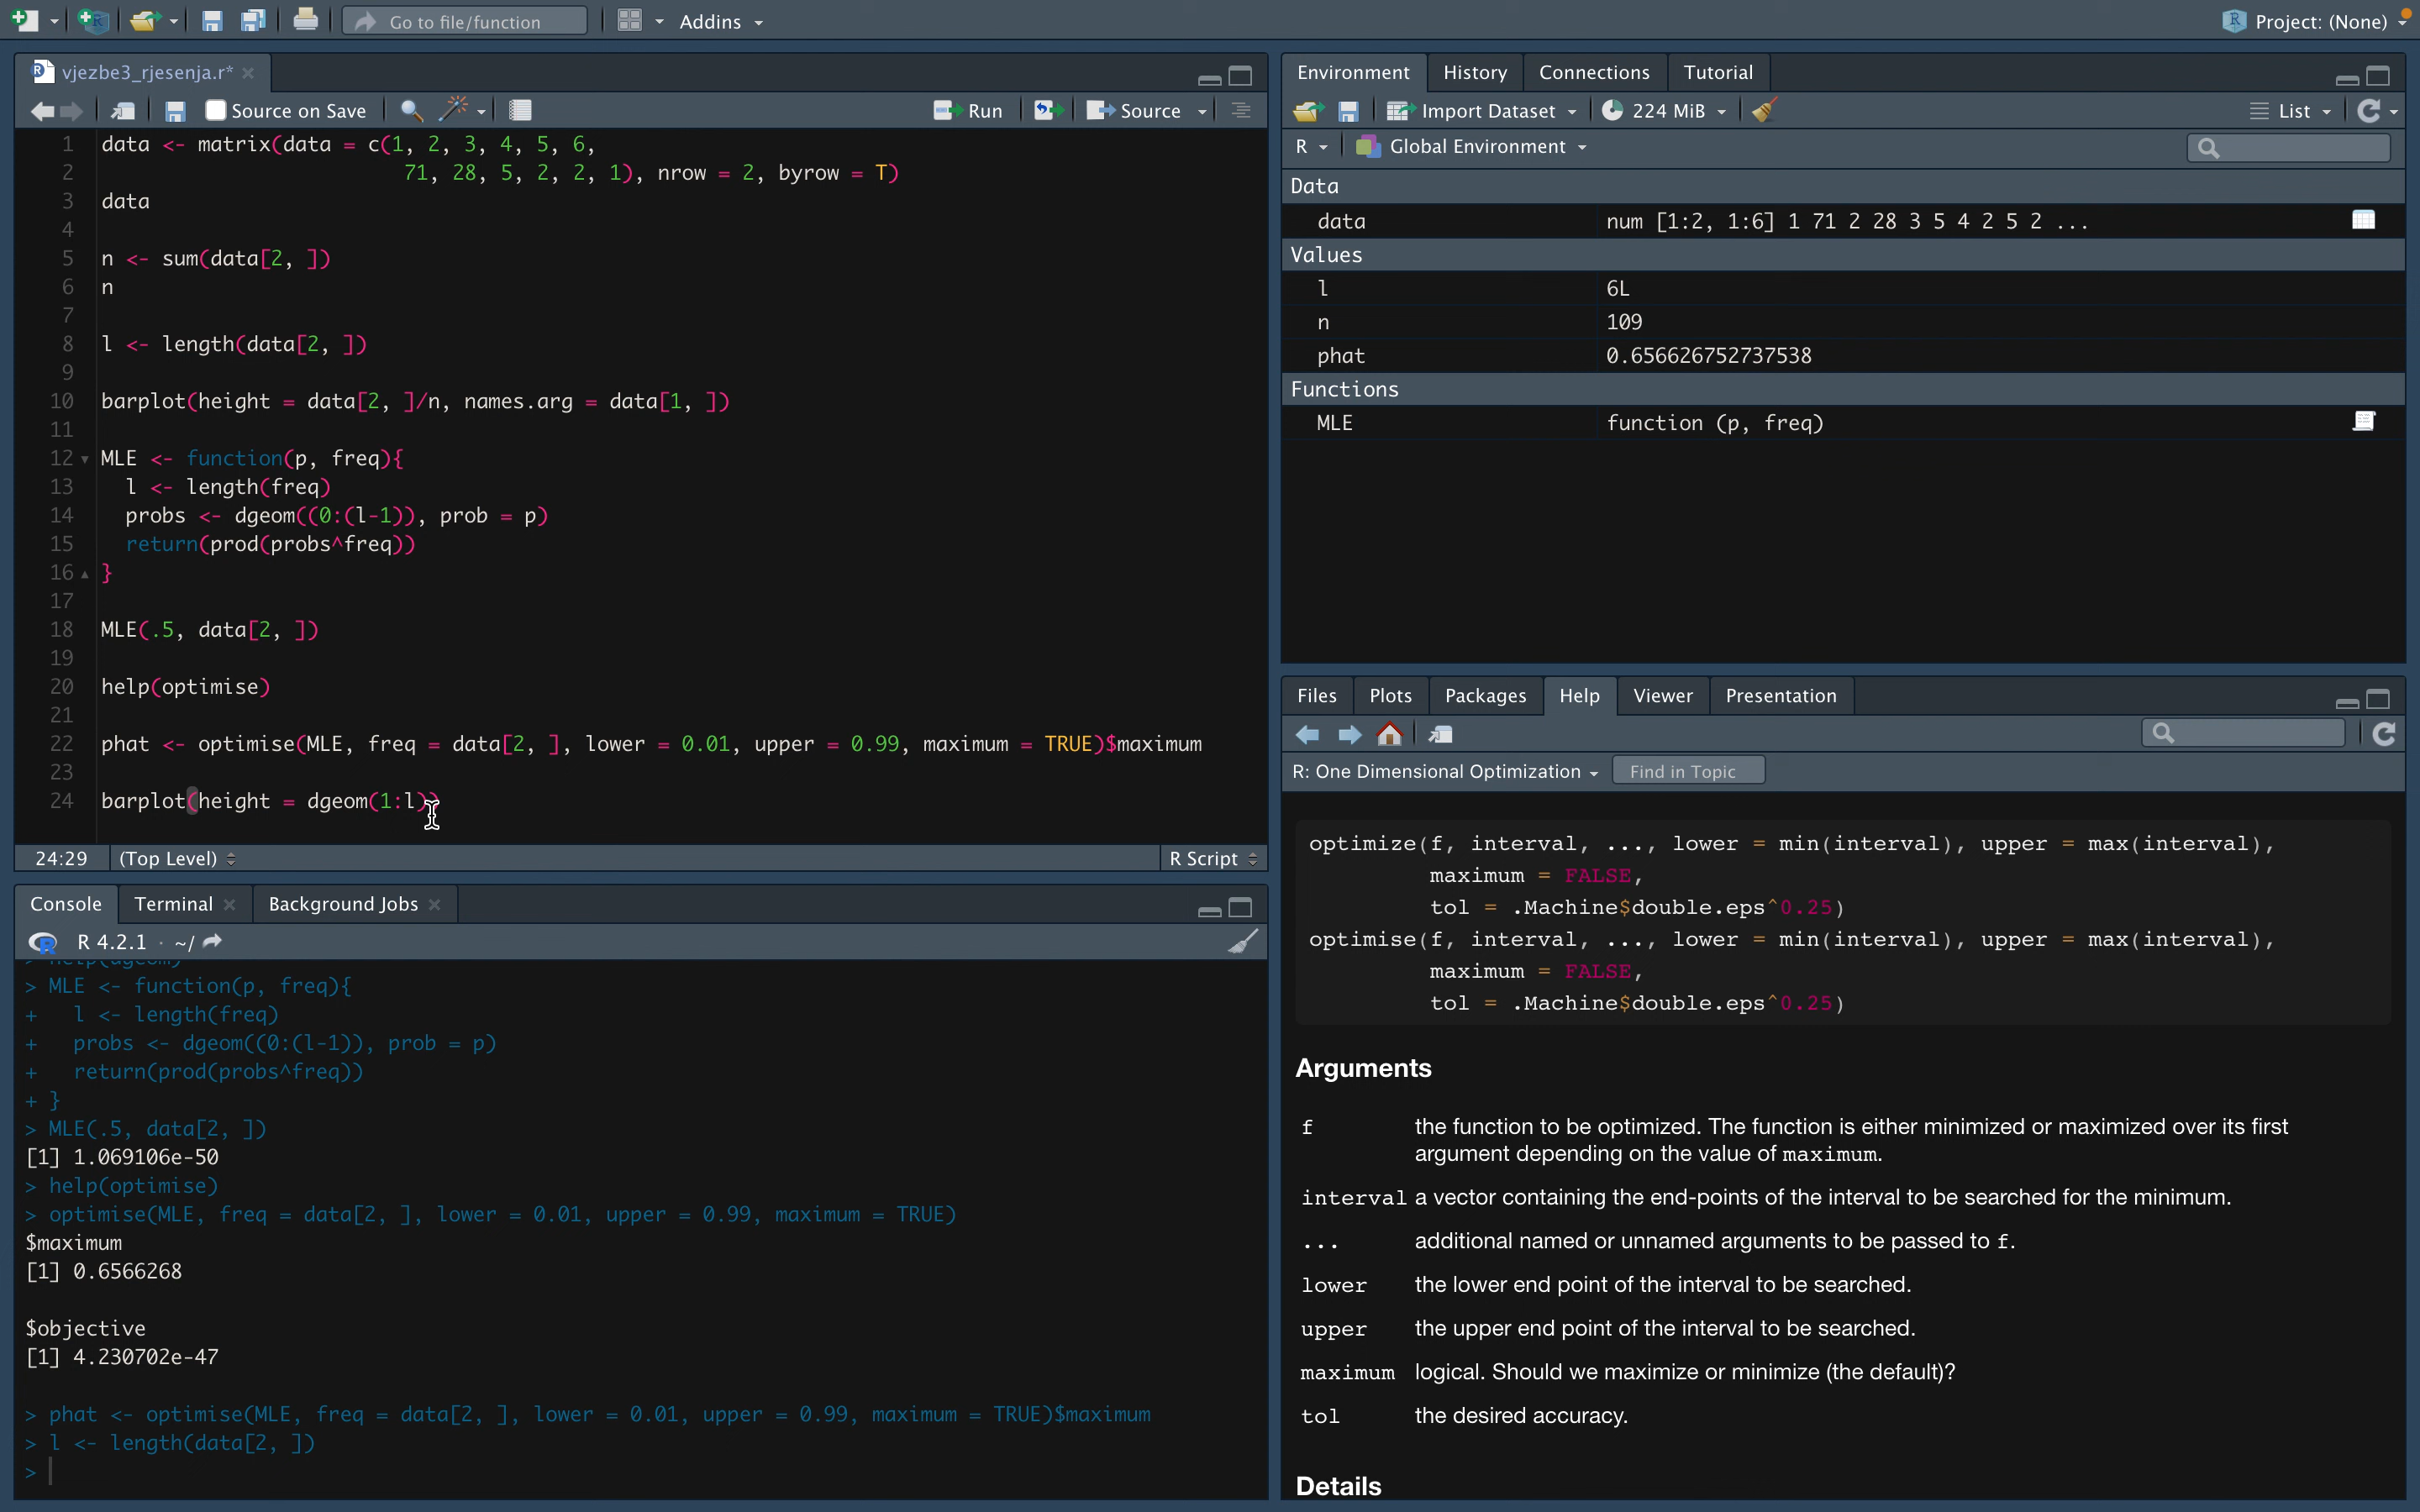 Go to file/function
Addins
Project: (None)
vjezbe3_rjesenja.r*
Source on Save
Run
Source
1 data <- matrix(data = c(1, 2, 3, 4, 5, 6,
2 71, 28, 5, 2, 2, 1), nrow = 2, byrow = T)
3 data
4
5 n <- sum(data[2, ])
6 n
7
8 l <- length(data[2, ])
9
10 barplot(height = data[2, ]/n, names.arg = data[1, ])
11
12 MLE <- function(p, freq){
13 l <- length(freq)
14 probs <- dgeom((0:(l-1)), prob = p)
15 return(prod(probs^freq))
16 }
17
18 MLE(.5, data[2, ])
19
20 help(optimise)
21
22 phat <- optimise(MLE, freq = data[2, ], lower = 0.01, upper = 0.99, maximum = TRUE)$maximum
23
24 barplot(height = dgeom(1:l))
24:29 (Top Level) R Script
Console Terminal Background Jobs
R 4.2.1 · ~/
> help(dgeom)
> MLE <- function(p, freq){
+ l <- length(freq)
+ probs <- dgeom((0:(l-1)), prob = p)
+ return(prod(probs^freq))
+ }
> MLE(.5, data[2, ])
[1] 1.069106e-50
> help(optimise)
> optimise(MLE, freq = data[2, ], lower = 0.01, upper = 0.99, maximum = TRUE)
$maximum
[1] 0.6566268
$objective
[1] 4.230702e-47
> phat <- optimise(MLE, freq = data[2, ], lower = 0.01, upper = 0.99, maximum = TRUE)$maximum
> l <- length(data[2, ])
>
Environment History Connections Tutorial
Import Dataset 224 MiB List
R Global Environment
Data
data num [1:2, 1:6] 1 71 2 28 3 5 4 2 5 2 ...
Values
l 6L
n 109
phat 0.656626752737538
Functions
MLE function (p, freq)
Files Plots Packages Help Viewer Presentation
R: One Dimensional Optimization Find in Topic
optimize(f, interval, ..., lower = min(interval), upper = max(interval),
maximum = FALSE,
tol = .Machine$double.eps^0.25)
optimise(f, interval, ..., lower = min(interval), upper = max(interval),
maximum = FALSE,
tol = .Machine$double.eps^0.25)
Arguments
f the function to be optimized. The function is either minimized or maximized over its first
argument depending on the value of maximum.
interval a vector containing the end-points of the interval to be searched for the minimum.
... additional named or unnamed arguments to be passed to f.
lower the lower end point of the interval to be searched.
upper the upper end point of the interval to be searched.
maximum logical. Should we maximize or minimize (the default)?
tol the desired accuracy.
Details